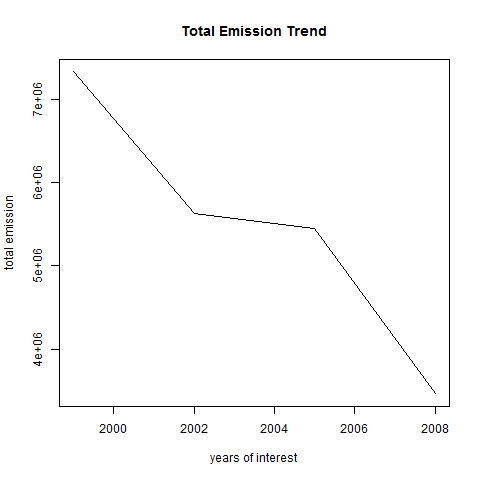 Total Emission Trend
total emission
7e+06
6e+06
5e+06
4e+06
2000 2002 2004 2006 2008
years of interest